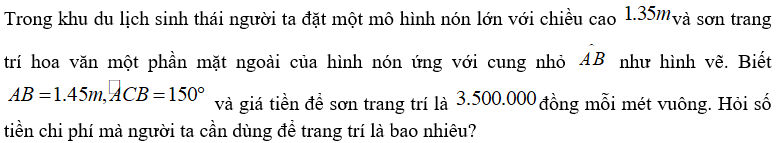 Trong khu du lịch sinh thái người ta đặt một mô hình nón lớn với chiều cao 1.35m và sơn trang
trí hoa văn một phần mặt ngoài của hình nón ứng với cung nhỏ AB như hình vẽ. Biết
AB = 1.45m, ACB = 150° và giá tiền để sơn trang trí là 3.500.000 đồng mỗi mét vuông. Hỏi số
tiền chi phí mà người ta cần dùng để trang trí là bao nhiêu?